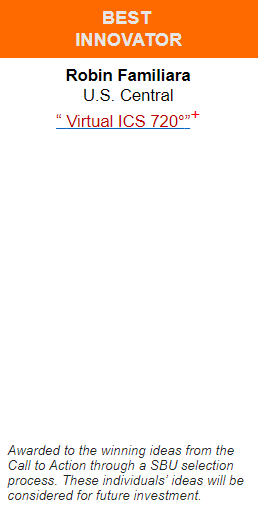 BEST
INNOVATOR
Robin Familiara
U.S. Central
“ Virtual ICS 720°”+
Awarded to the winning ideas from the
Call to Action through a SBU selection
process. These individuals’ ideas will be
considered for future investment.